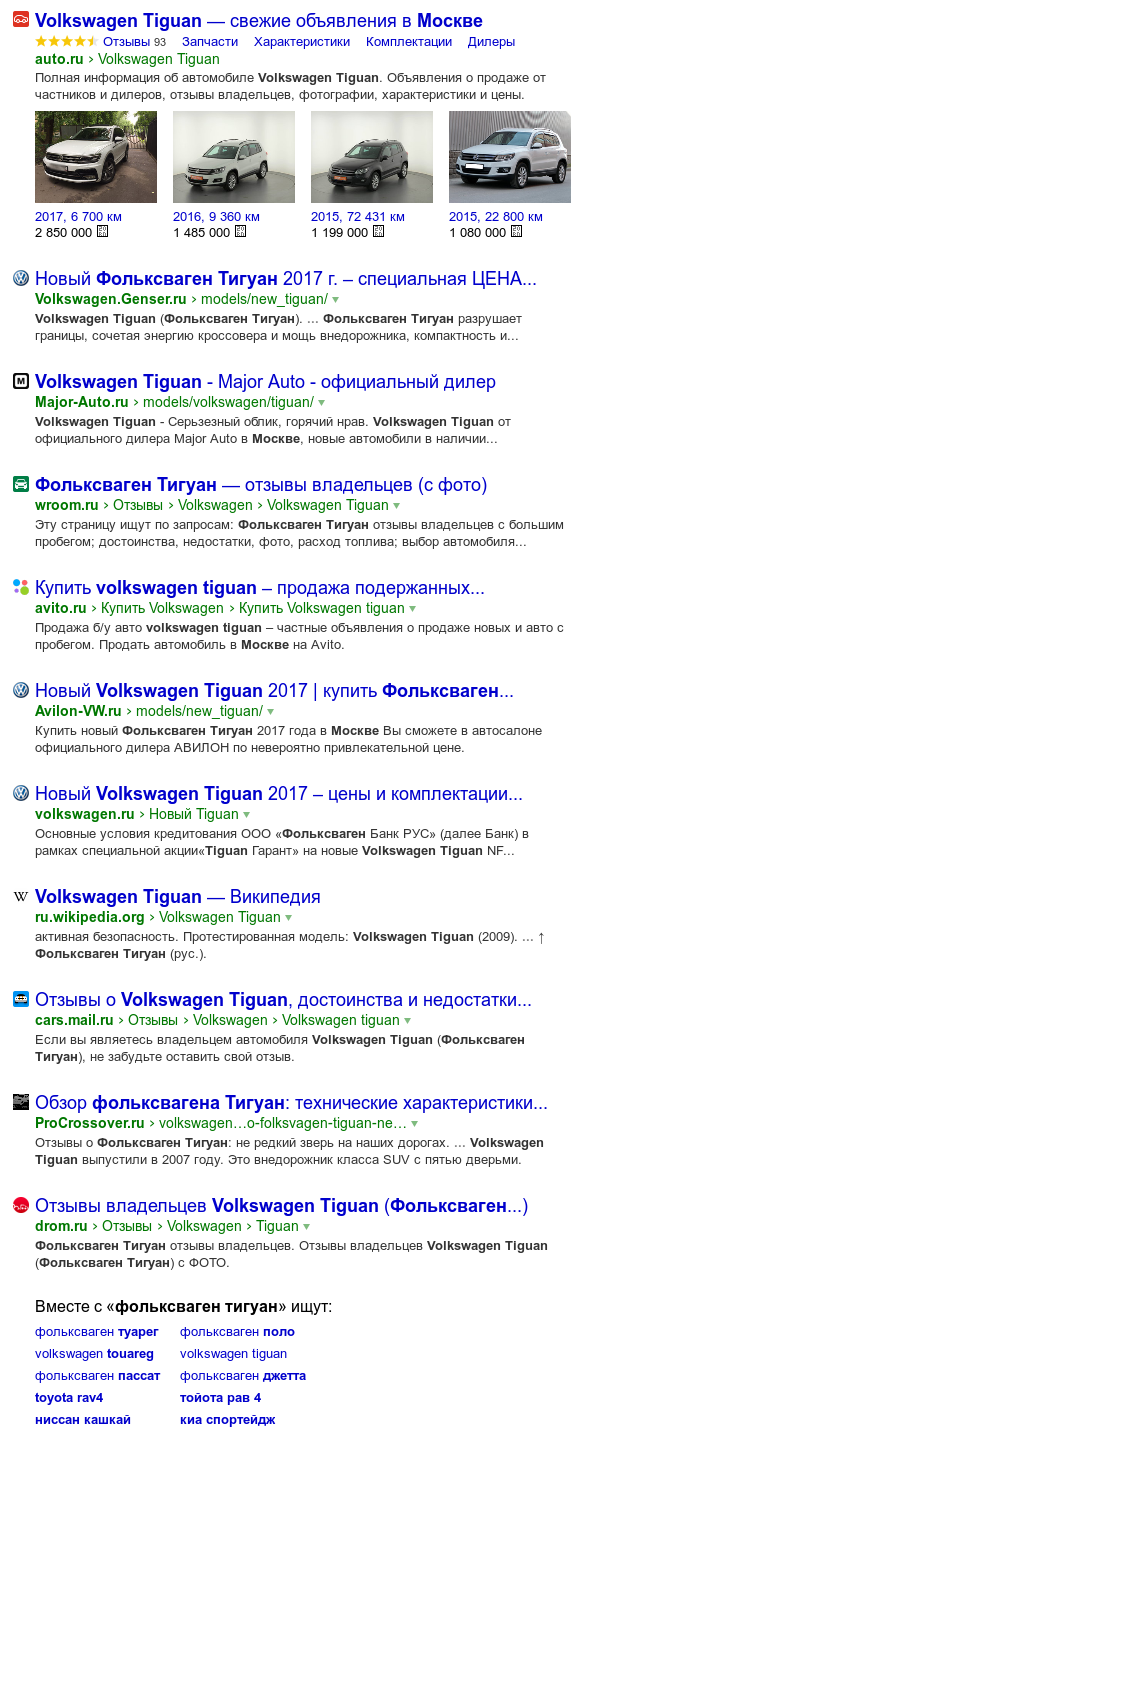 Volkswagen Tiguan — свежие объявления в Москве
Отзывы 93 Запчасти Характеристики Комплектации Дилеры
auto.ru › Volkswagen Tiguan
Полная информация об автомобиле Volkswagen Tiguan. Объявления о продаже от
частников и дилеров, отзывы владельцев, фотографии, характеристики и цены.
2017, 6 700 км 2016, 9 360 км 2015, 72 431 км 2015, 22 800 км
2 850 000 1 485 000 1 199 000 1 080 000
Новый Фольксваген Тигуан 2017 г. – специальная ЦЕНА...
Volkswagen.Genser.ru › models/new_tiguan/
Volkswagen Tiguan (Фольксваген Тигуан). ... Фольксваген Тигуан разрушает
границы, сочетая энергию кроссовера и мощь внедорожника, компактность и...
Volkswagen Tiguan - Major Auto - официальный дилер
Major-Auto.ru › models/volkswagen/tiguan/
Volkswagen Tiguan - Серьзезный облик, горячий нрав. Volkswagen Tiguan от
официального дилера Major Auto в Москве, новые автомобили в наличии...
Фольксваген Тигуан — отзывы владельцев (с фото)
wroom.ru › Отзывы › Volkswagen › Volkswagen Tiguan
Эту страницу ищут по запросам: Фольксваген Тигуан отзывы владельцев с большим
пробегом; достоинства, недостатки, фото, расход топлива; выбор автомобиля...
Купить volkswagen tiguan – продажа подержанных...
avito.ru › Купить Volkswagen › Купить Volkswagen tiguan
Продажа б/у авто volkswagen tiguan – частные объявления о продаже новых и авто с
пробегом. Продать автомобиль в Москве на Avito.
Новый Volkswagen Tiguan 2017 | купить Фольксваген...
Avilon-VW.ru › models/new_tiguan/
Купить новый Фольксваген Тигуан 2017 года в Москве Вы сможете в автосалоне
официального дилера АВИЛОН по невероятно привлекательной цене.
Новый Volkswagen Tiguan 2017 – цены и комплектации...
volkswagen.ru › Новый Tiguan
Основные условия кредитования ООО «Фольксваген Банк РУС» (далее Банк) в
рамках специальной акции«Tiguan Гарант» на новые Volkswagen Tiguan NF...
Volkswagen Tiguan — Википедия
ru.wikipedia.org › Volkswagen Tiguan
активная безопасность. Протестированная модель: Volkswagen Tiguan (2009). ... ↑
Фольксваген Тигуан (рус.).
Отзывы о Volkswagen Tiguan, достоинства и недостатки...
cars.mail.ru › Отзывы › Volkswagen › Volkswagen tiguan
Если вы являетесь владельцем автомобиля Volkswagen Tiguan (Фольксваген
Тигуан), не забудьте оставить свой отзыв.
Обзор фольксвагена Тигуан: технические характеристики...
ProCrossover.ru › volkswagen…o-folksvagen-tiguan-ne…
Отзывы о Фольксваген Тигуан: не редкий зверь на наших дорогах. ... Volkswagen
Tiguan выпустили в 2007 году. Это внедорожник класса SUV с пятью дверьми.
Отзывы владельцев Volkswagen Tiguan (Фольксваген...)
drom.ru › Отзывы › Volkswagen › Tiguan
Фольксваген Тигуан отзывы владельцев. Отзывы владельцев Volkswagen Tiguan
(Фольксваген Тигуан) с ФОТО.
Вместе с «фольксваген тигуан» ищут:
фольксваген туарег фольксваген поло
volkswagen touareg volkswagen tiguan
фольксваген пассат фольксваген джетта
toyota rav4 тойота рав 4
ниссан кашкай киа спортейдж